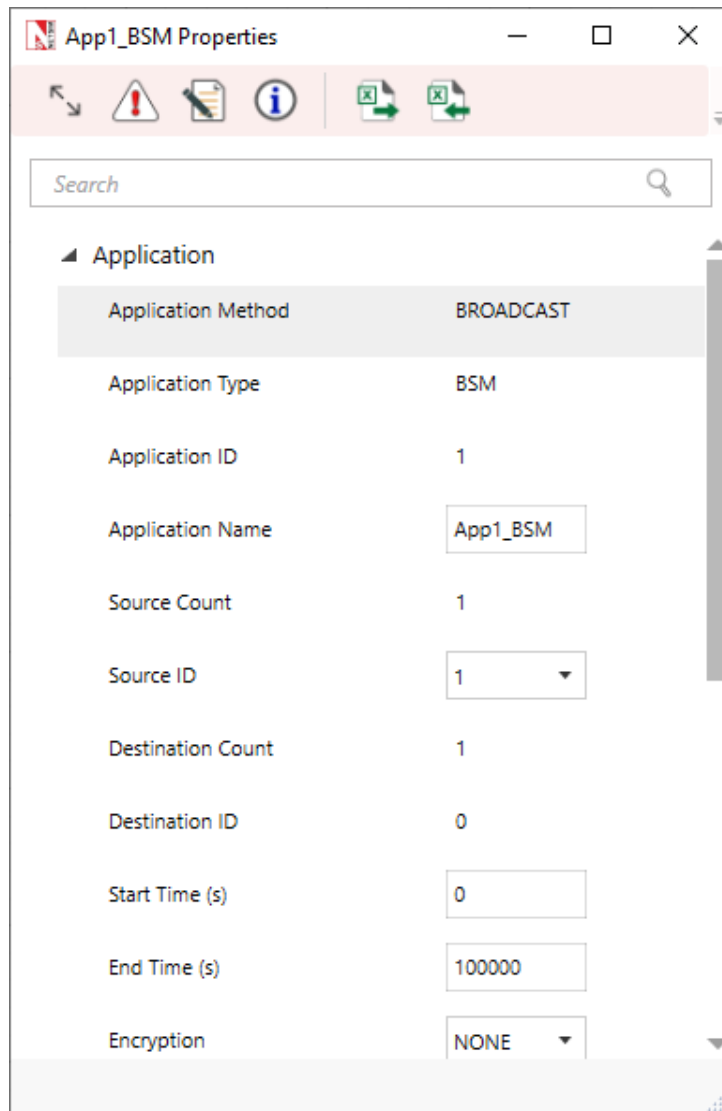 App1_BSM Properties
Search
Application
Application Method BROADCAST
Application Type BSM
Application ID 1
Application Name App1_BSM
Source Count 1
Source ID 1
Destination Count 1
Destination ID 0
Start Time (s) 0
End Time (s) 100000
Encryption NONE